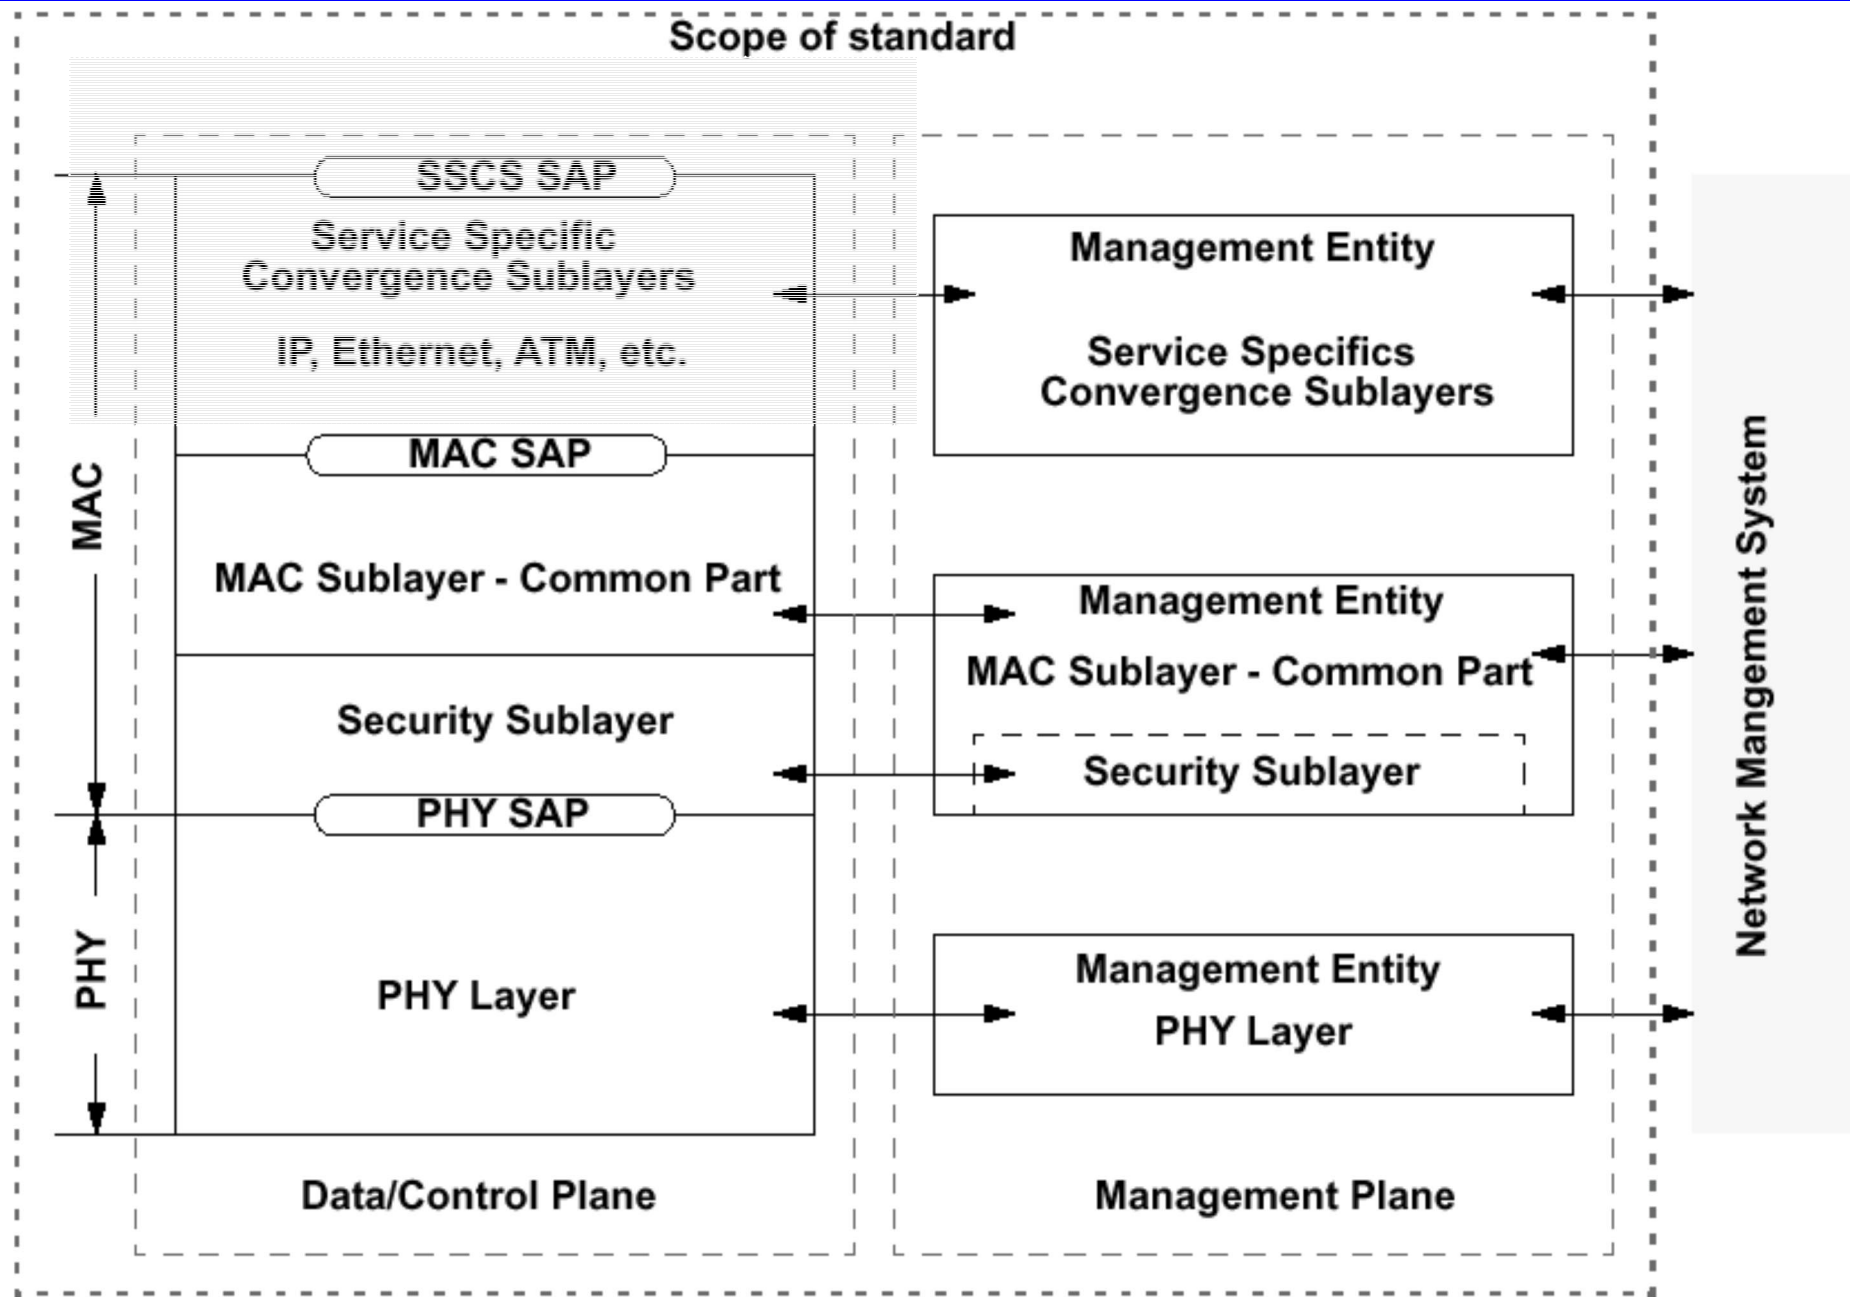 Scope of standard
SSCS SAP
Service Specific
Convergence Sublayers
IP, Ethernet, ATM, etc.
MAC SAP
MAC Sublayer - Common Part
Security Sublayer
PHY SAP
PHY Layer
Data/Control Plane
MAC
PHY
Management Entity
Service Specifics
Convergence Sublayers
Management Entity
MAC Sublayer - Common Part
Security Sublayer
Management Entity
PHY Layer
Management Plane
Network Mangement System